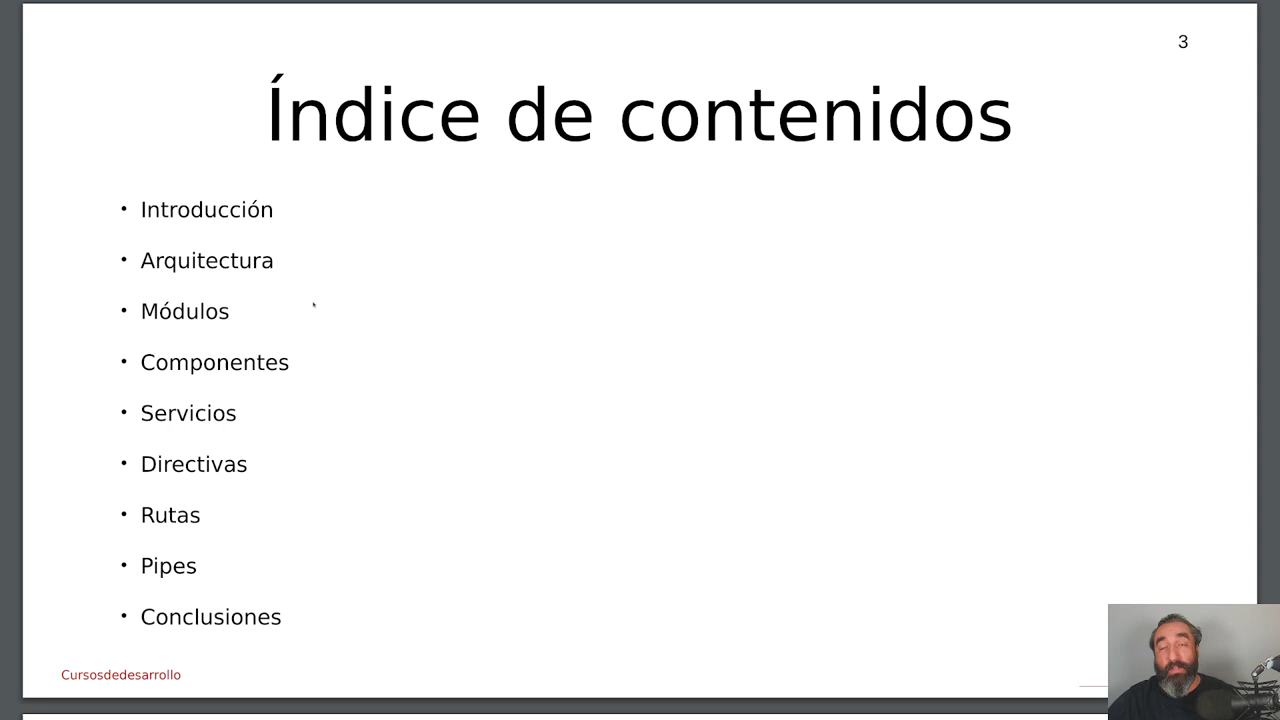 3
Índice de contenidos
• Introducción
• Arquitectura
• Módulos
• Componentes
• Servicios
• Directivas
• Rutas
• Pipes
• Conclusiones
Cursosdedesarrollo